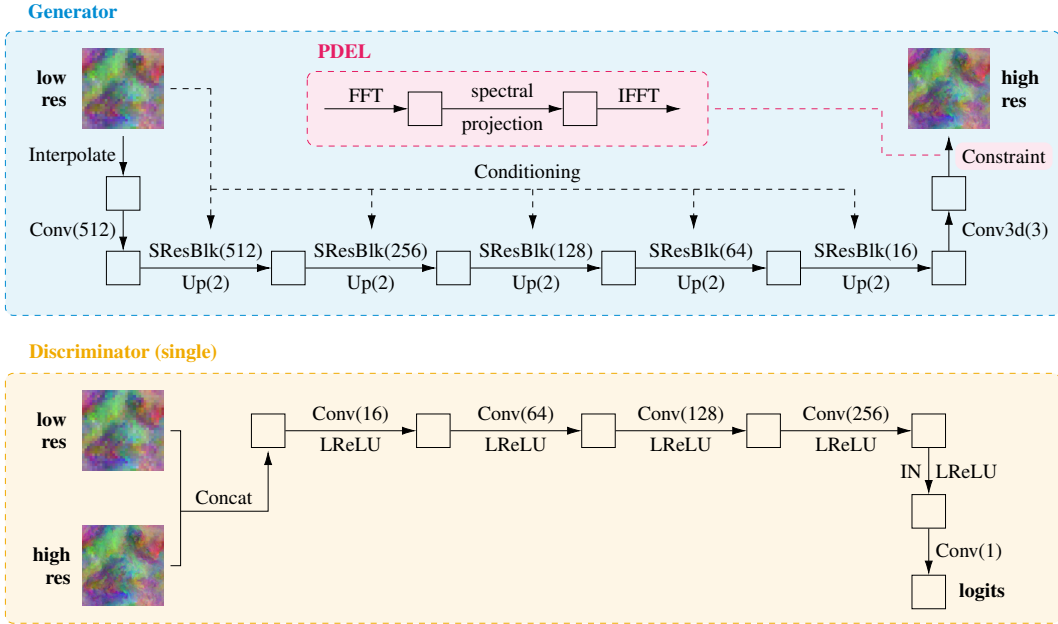 Generator
low
res
PDEL
FFT
spectral
projection
IFFT
high
res
Interpolate
Conditioning
Constraint
Conv(512)
Conv3d(3)
SResBlk(512)
Up(2)
SResBlk(256)
Up(2)
SResBlk(128)
Up(2)
SResBlk(64)
Up(2)
SResBlk(16)
Up(2)
Discriminator (single)
low
res
high
res
Concat
Conv(16)
LReLU
Conv(64)
LReLU
Conv(128)
LReLU
Conv(256)
LReLU
IN LReLU
Conv(1)
logits